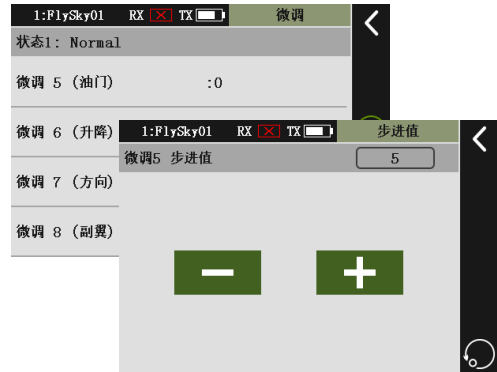 1:FlySky01 RX TX 微调
状态1: Normal
微调 5 (油门) :0
微调 6 (升降)
微调 7 (方向)
微调 8 (副翼)
1:FlySky01 RX TX 步进值
微调5 步进值 5